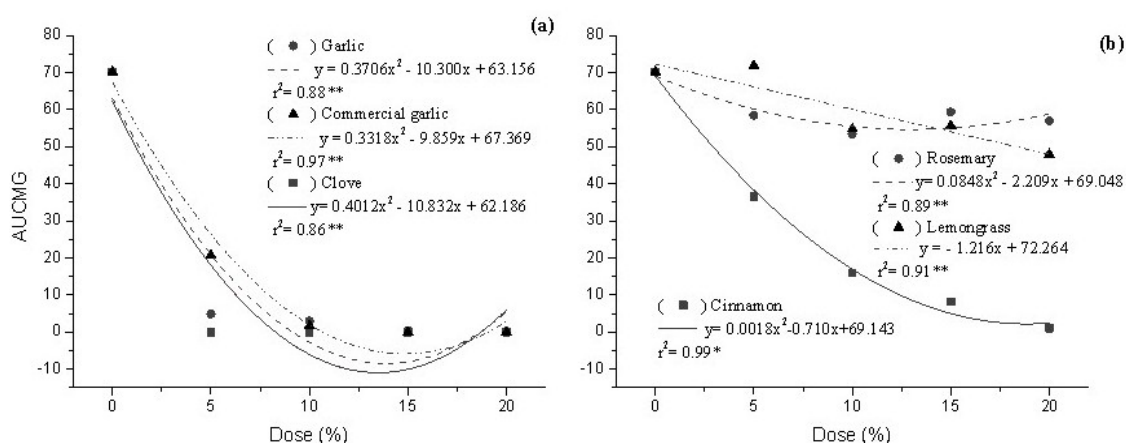 (a)
( ) Garlic
y = 0.3706x² - 10.300x + 63.156
r² = 0.88 **
( ) Commercial garlic
y = 0.3318x² - 9.859x + 67.369
r² = 0.97 **
( ) Clove
y= 0.4012x² - 10.832x + 62.186
r² = 0.86 **
AUCMG
80
70
60
50
40
30
20
10
0
-10
0 5 10 15 20
Dose (%)
(b)
( ) Rosemary
y= 0.0848x² - 2.209x + 69.048
r² = 0.89 **
( ) Lemongrass
y = - 1.216x + 72.264
r² = 0.91 **
( ) Cinnamon
y= 0.0018x²-0.710x+69.143
r² = 0.99 *
80
70
60
50
40
30
20
10
0
-10
0 5 10 15 20
Dose (%)